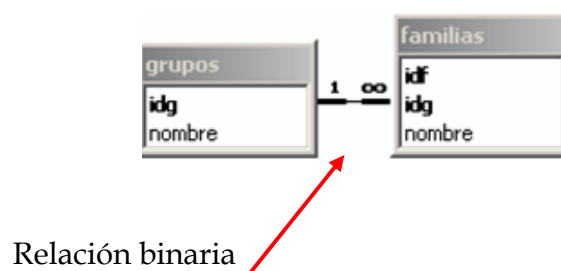 grupos
idg
nombre
1 ∞
familias
idf
idg
nombre
Relación binaria